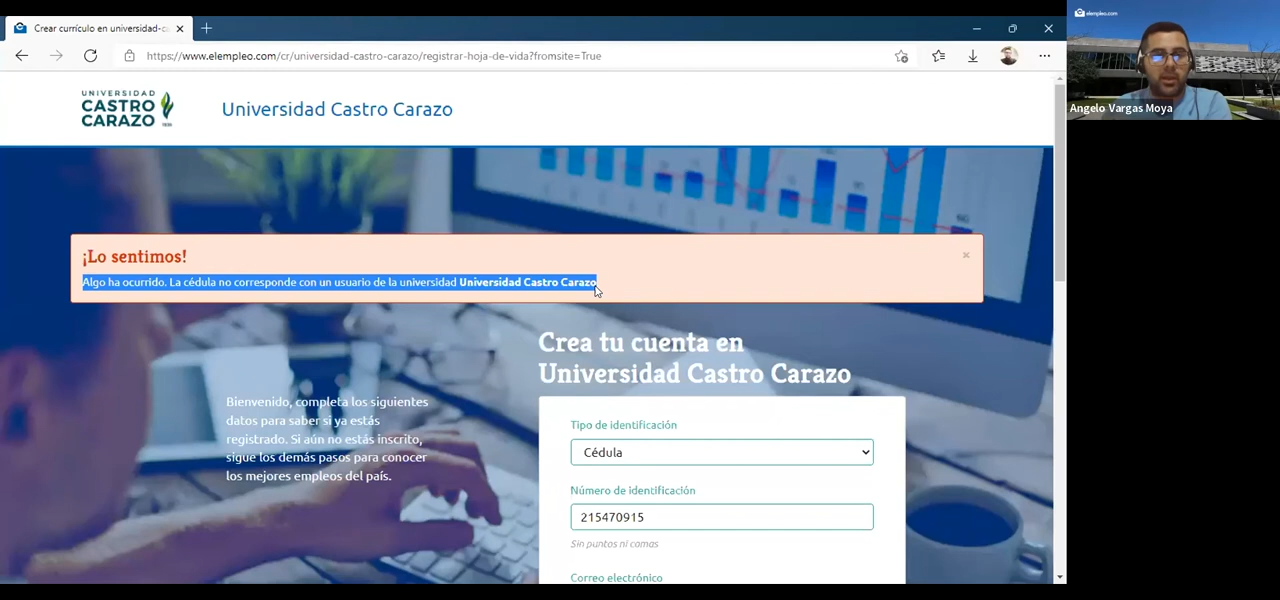 Crear currículo en universidad-c
https://www.elempleo.com/cr/universidad-castro-carazo/registrar-hoja-de-vida?fromsite=True
elempleo.com
Angelo Vargas Moya
UNIVERSIDAD
CASTRO
CARAZO
Universidad Castro Carazo
¡Lo sentimos!
Algo ha ocurrido. La cédula no corresponde con un usuario de la universidad Universidad Castro Carazo
Crea tu cuenta en
Universidad Castro Carazo
Bienvenido, completa los siguientes
datos para saber si ya estás
registrado. Si aún no estás inscrito,
sigue los demás pasos para conocer
los mejores empleos del país.
Tipo de identificación
Cédula
Número de identificación
215470915
Sin puntos ni comas
Correo electrónico